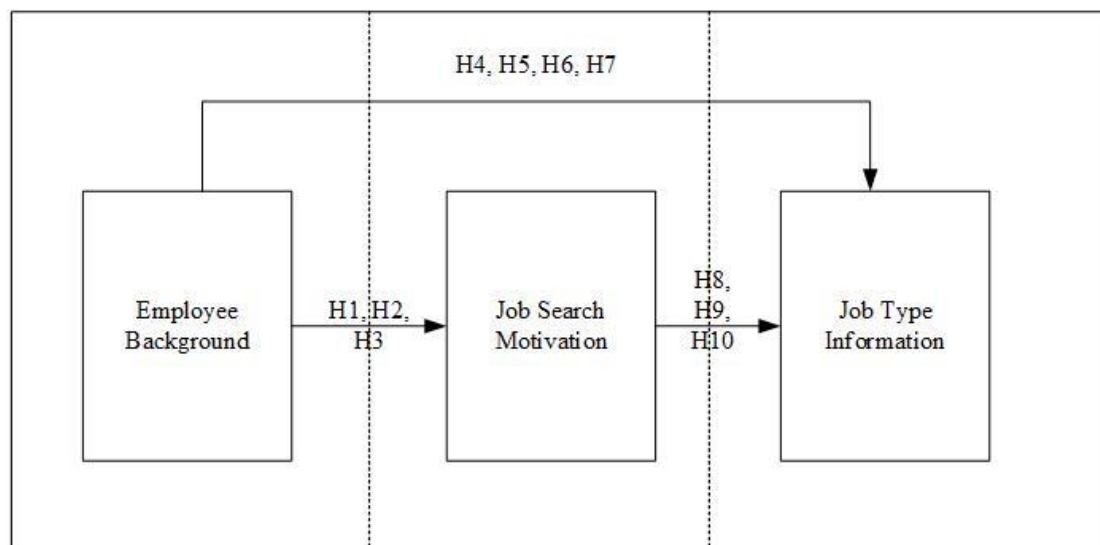 H4, H5, H6, H7
Employee
Background
H1, H2,
H3
Job Search
Motivation
H8,
H9,
H10
Job Type
Information